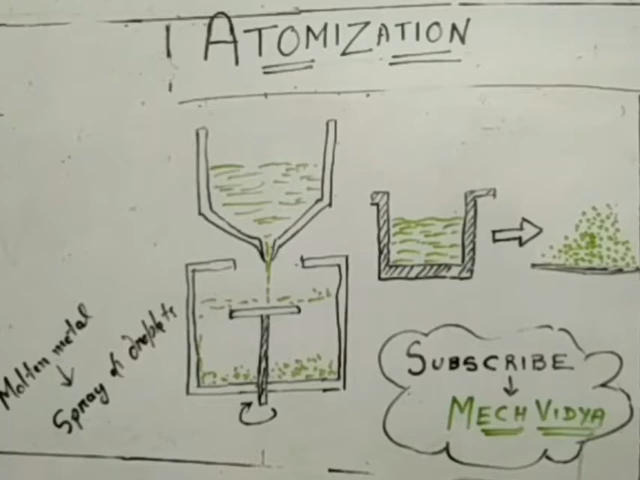 ATOMIZATION
Molten metal
↓
Spray of droplets
SUBSCRIBE
↓
MECH VIDYA